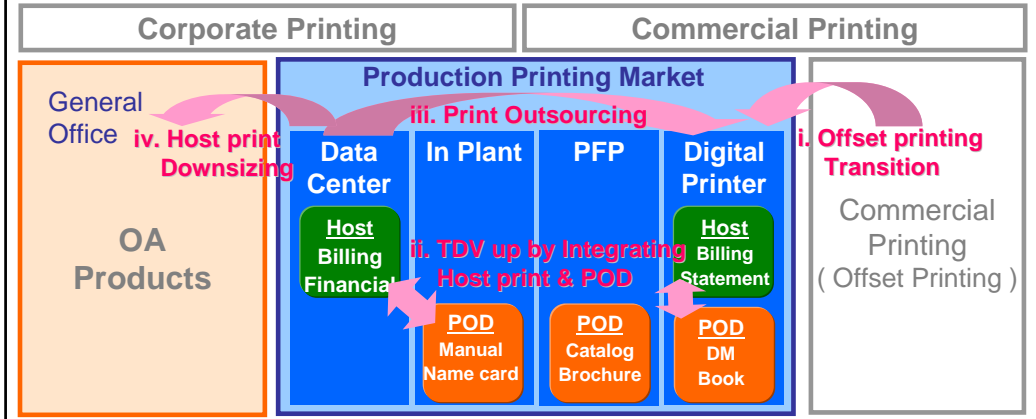 Corporate Printing
Commercial Printing
Production Printing Market
General
Office
iv. Host print
Downsizing
iii. Print Outsourcing
i. Offset printing
Transition
OA
Products
Data
Center
In Plant
PFP
Digital
Printer
Host
Billing
Financial
ii. TDV up by Integrating
Host print & POD
Host
Billing
Statement
POD
Manual
Name card
POD
Catalog
Brochure
POD
DM
Book
Commercial
Printing
( Offset Printing )